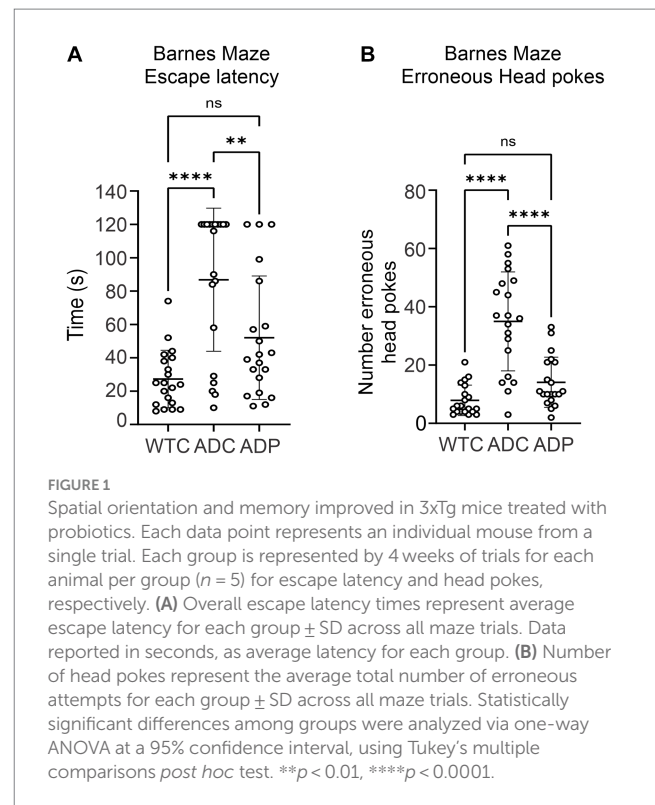 A
Barnes Maze
Escape latency
ns
**
****
140
120
100
80
60
40
20
0
Time (s)
WTC ADC ADP
B
Barnes Maze
Erroneous Head pokes
ns
****
****
80
60
40
20
0
Number erroneous
head pokes
WTC ADC ADP
FIGURE 1
Spatial orientation and memory improved in 3xTg mice treated with
probiotics. Each data point represents an individual mouse from a
single trial. Each group is represented by 4 weeks of trials for each
animal per group (n = 5) for escape latency and head pokes,
respectively. (A) Overall escape latency times represent average
escape latency for each group ± SD across all maze trials. Data
reported in seconds, as average latency for each group. (B) Number
of head pokes represent the average total number of erroneous
attempts for each group ± SD across all maze trials. Statistically
significant differences among groups were analyzed via one-way
ANOVA at a 95% confidence interval, using Tukey’s multiple
comparisons post hoc test. **p < 0.01, ****p < 0.0001.